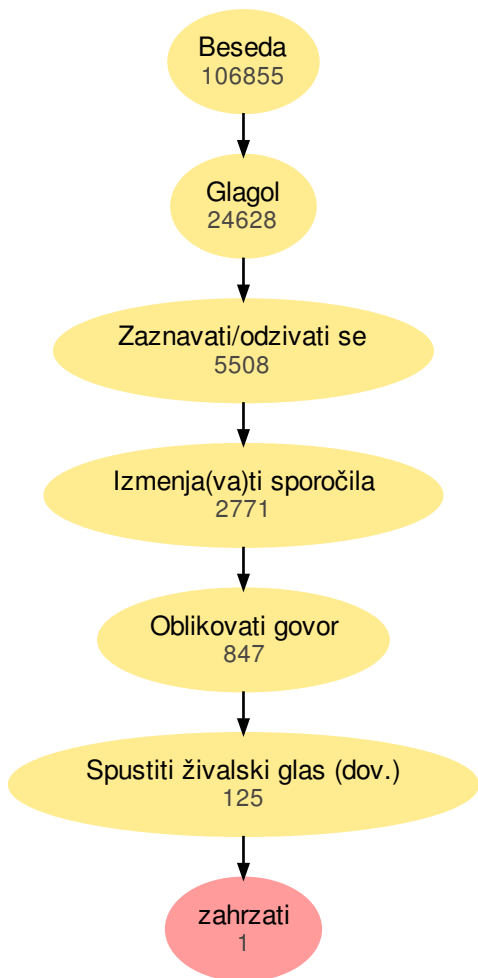 Beseda
106855
Glagol
24628
Zaznavati/odzivati se
5508
Izmenja(va)ti sporočila
2771
Oblikovati govor
847
Spustiti živalski glas (dov.)
125
zahrzati
1